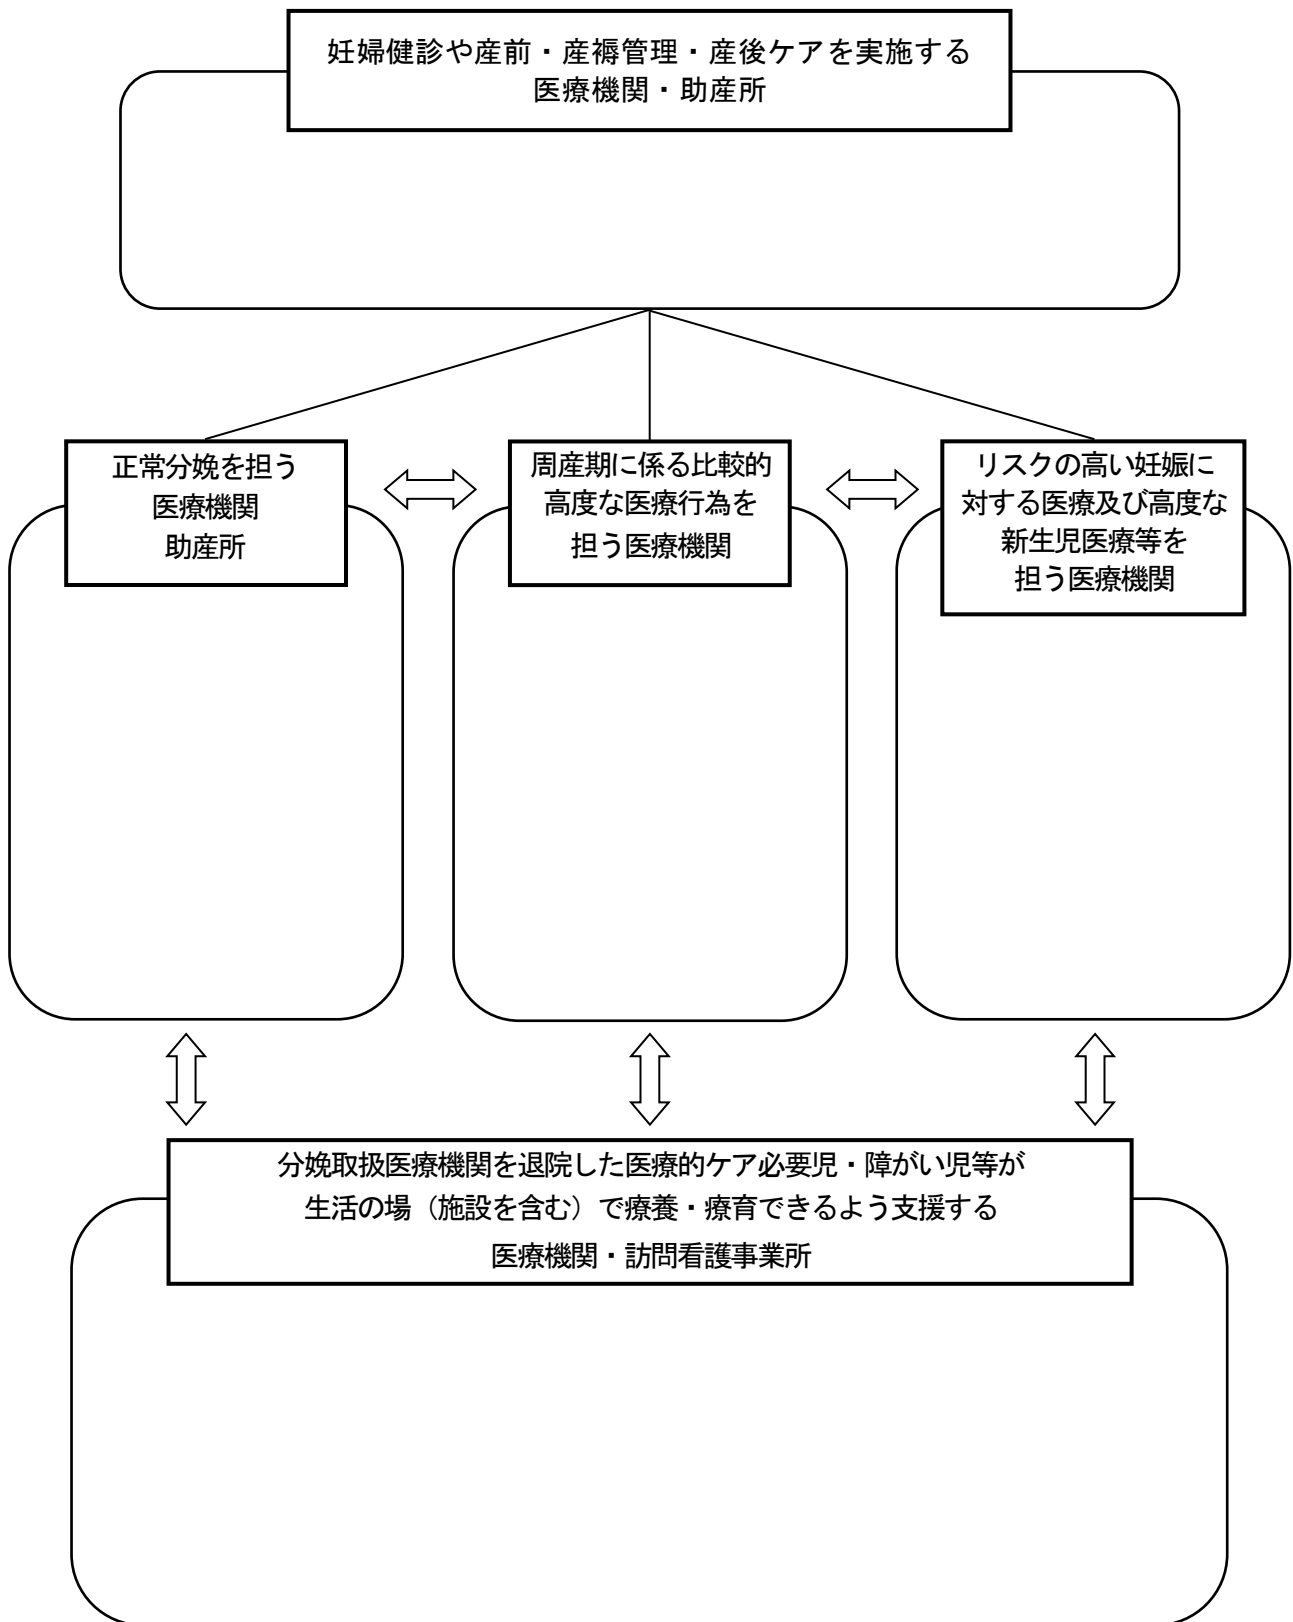 妊婦健診や産前・産褥管理・産後ケアを実施する
医療機関・助産所
正常分娩を担う
医療機関
助産所
周産期に係る比較的
高度な医療行為を
担う医療機関
リスクの高い妊娠に
対する医療及び高度な
新生児医療等を
担う医療機関
分娩取扱医療機関を退院した医療的ケア必要児・障がい児等が
生活の場（施設を含む）で療養・療育できるよう支援する
医療機関・訪問看護事業所